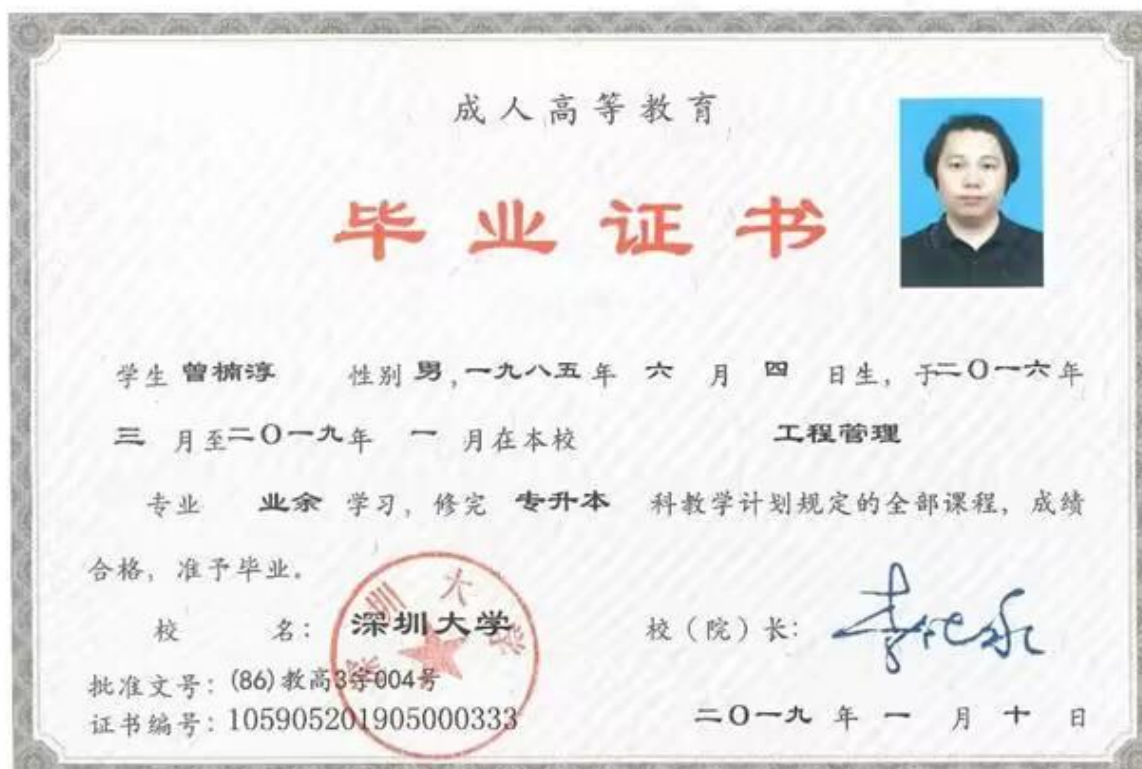 成人高等教育
毕业证书
学生 曾楠淳 性别 男,一九八五年 六 月 四 日生，于二〇一六年
三 月至二〇一九年 一 月在本校 工程管理
专业 业余 学习，修完 专升本 科教学计划规定的全部课程，成绩
合格，准予毕业。
校 名： 深圳大学 校（院）长：
深圳大学
批准文号：(86)教高3字004号
证书编号：105905201905000333 二〇一九 年 一 月 十 日